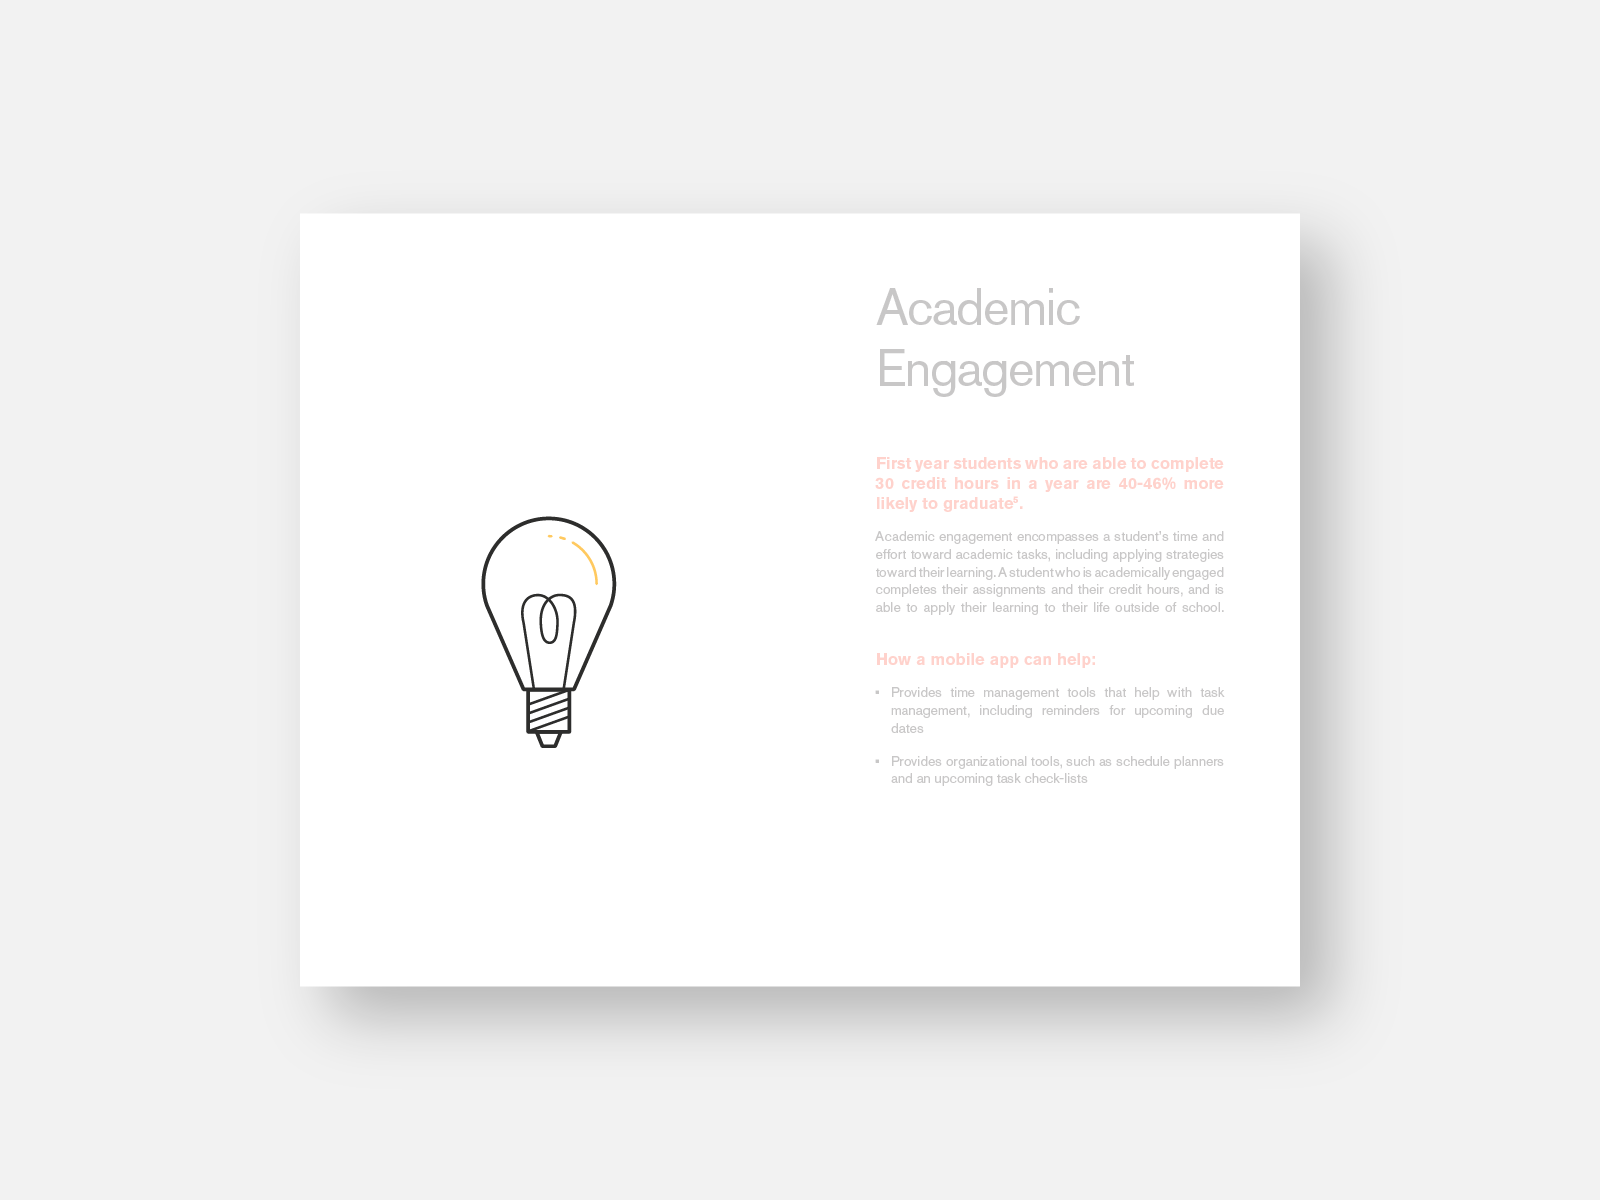 Academic
Engagement
First year students who are able to complete
30 credit hours in a year are 40-46% more
likely to graduate⁵.
Academic engagement encompasses a student's time and
effort toward academic tasks, including applying strategies
toward their learning. A student who is academically engaged
completes their assignments and their credit hours, and is
able to apply their learning to their life outside of school.
How a mobile app can help:
▪ Provides time management tools that help with task
management, including reminders for upcoming due
dates
▪ Provides organizational tools, such as schedule planners
and an upcoming task check-lists